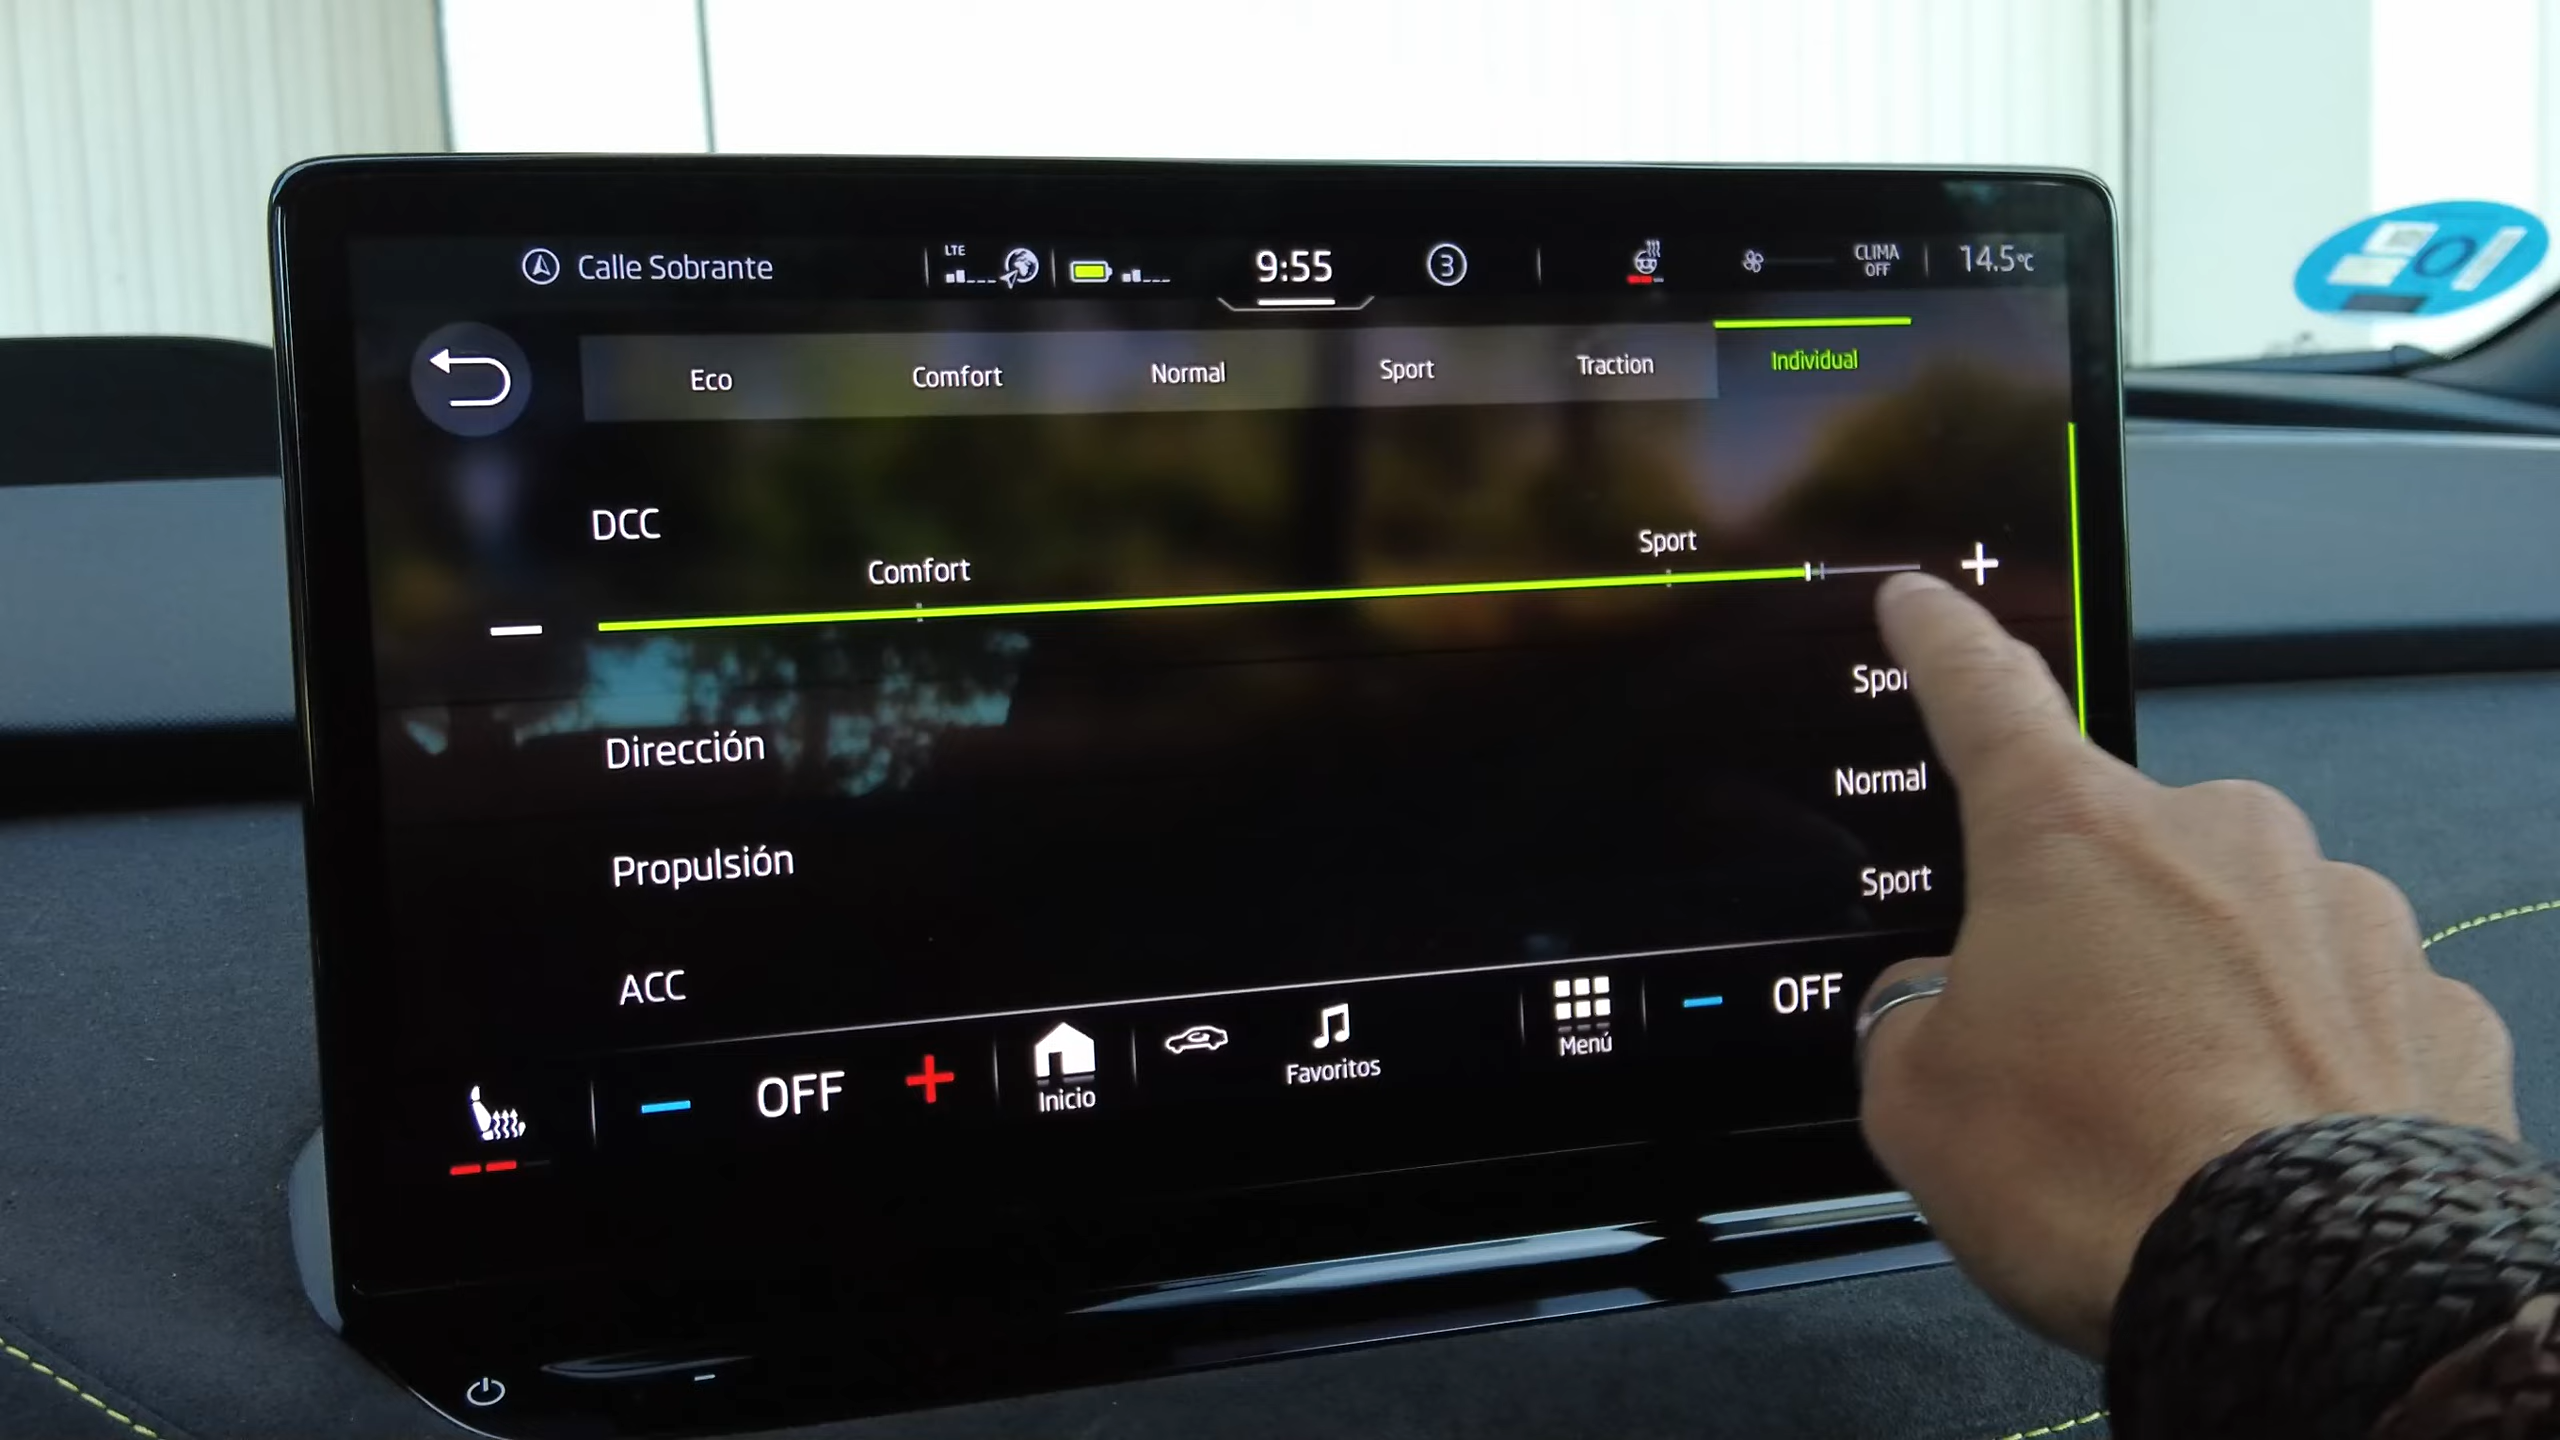 Calle Sobrante
LTE
9:55
3
CLIMA
OFF
14.5°C
Eco
Comfort
Normal
Sport
Traction
Individual
DCC
Comfort
Sport
Dirección
Propulsión
Normal
ACC
Sport
OFF
Inicio
Favoritos
Menú
OFF